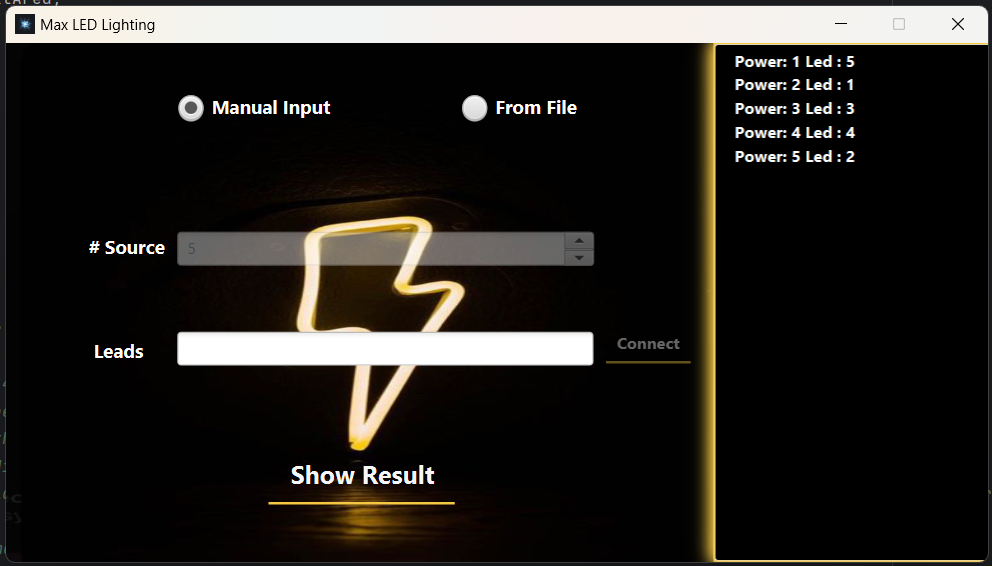 Max LED Lighting
Manual Input
From File
# Source
5
Leads
Connect
Show Result
Power: 1 Led : 5
Power: 2 Led : 1
Power: 3 Led : 3
Power: 4 Led : 4
Power: 5 Led : 2